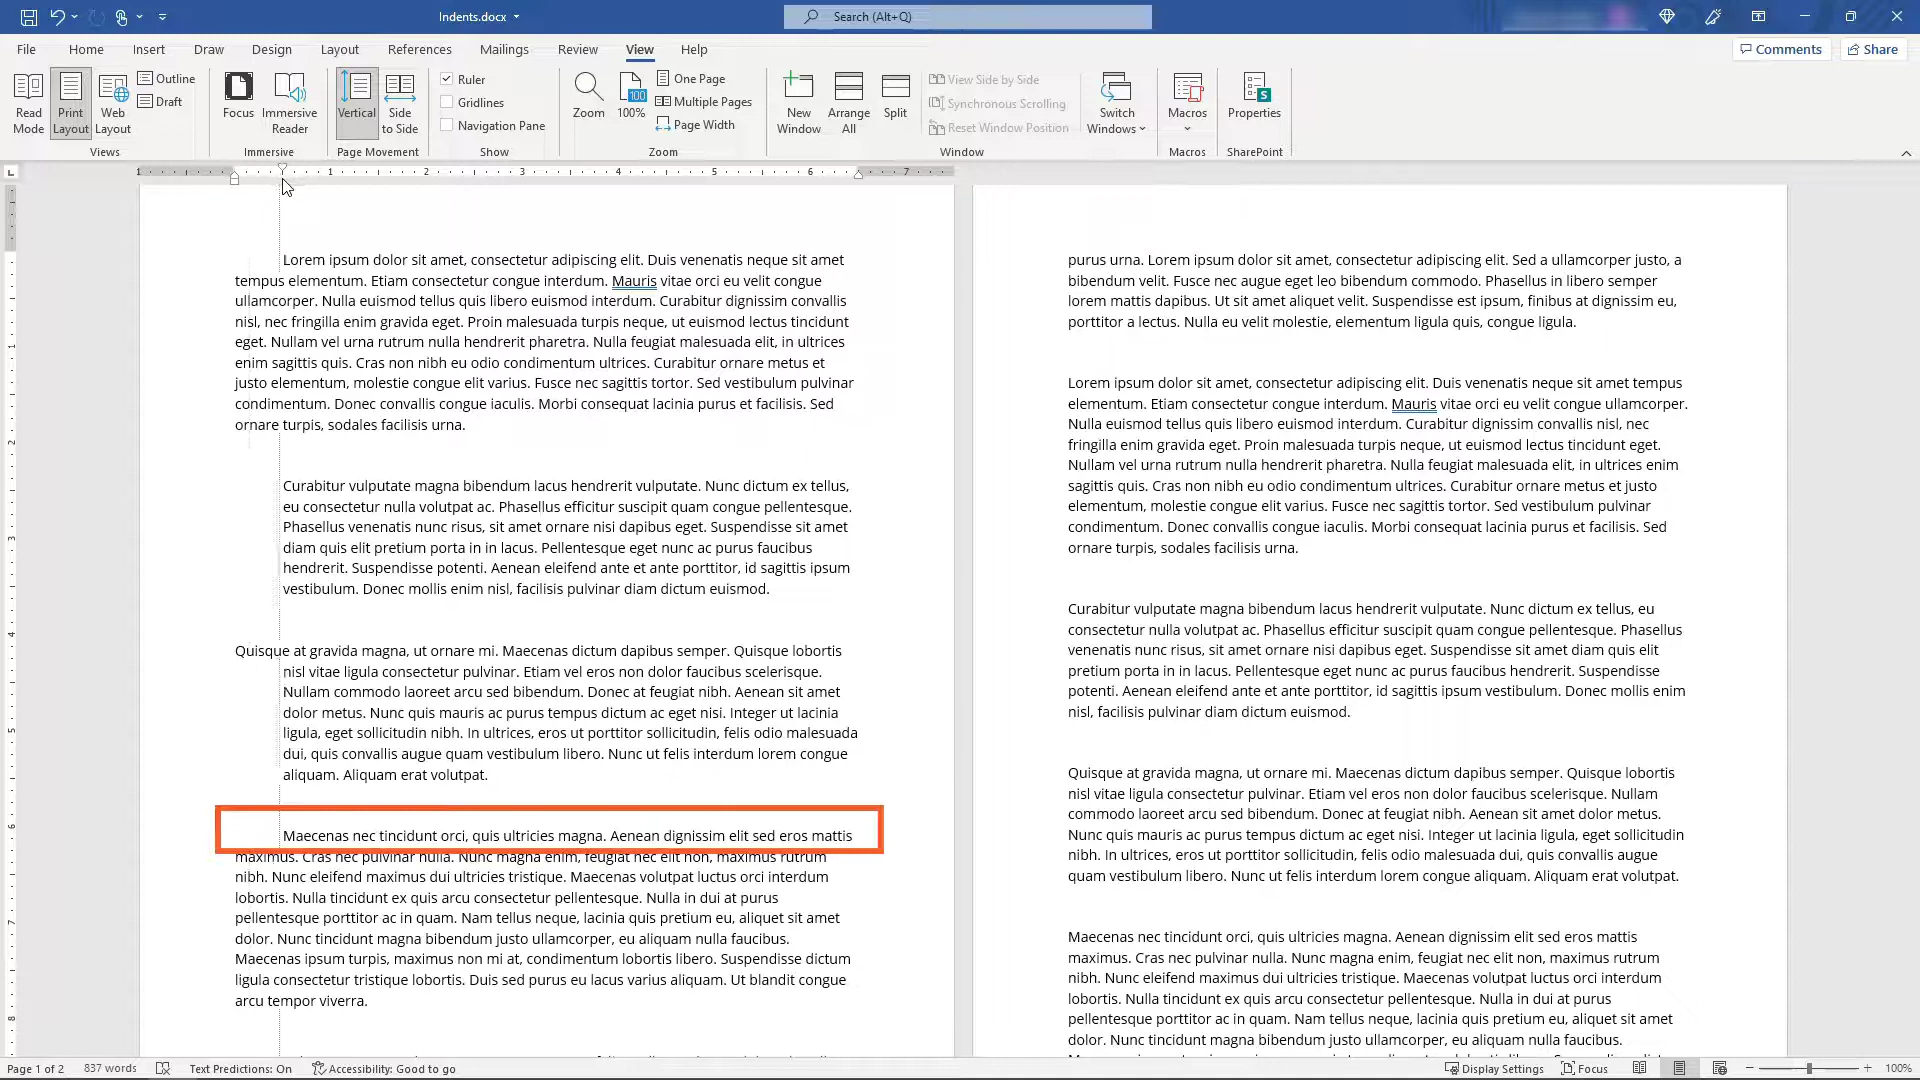 Indents.docx
Search (Alt+Q)
File Home Insert Draw Design Layout References Mailings Review View Help
Comments Share
Read Mode
Print Layout
Web Layout
Outline
Draft
Views
Focus
Immersive Reader
Immersive
Vertical
Side to Side
Page Movement
Ruler
Gridlines
Navigation Pane
Show
Zoom
100
100%
One Page
Multiple Pages
Page Width
Zoom
New Window
Arrange All
Split
View Side by Side
Synchronous Scrolling
Reset Window Position
Switch Windows
Window
Macros
Macros
Properties
SharePoint
1 1 2 3 4 5 6 7
Lorem ipsum dolor sit amet, consectetur adipiscing elit. Duis venenatis neque sit amet
tempus elementum. Etiam consectetur congue interdum. Mauris vitae orci eu velit congue
ullamcorper. Nulla euismod tellus quis libero euismod interdum. Curabitur dignissim convallis
nisl, nec fringilla enim gravida eget. Proin malesuada turpis neque, ut euismod lectus tincidunt
eget. Nullam vel urna rutrum nulla hendrerit pharetra. Nulla feugiat malesuada elit, in ultrices
enim sagittis quis. Cras non nibh eu odio condimentum ultrices. Curabitur ornare metus et
justo elementum, molestie congue elit varius. Fusce nec sagittis tortor. Sed vestibulum pulvinar
condimentum. Donec convallis congue iaculis. Morbi consequat lacinia purus et facilisis. Sed
ornare turpis, sodales facilisis urna.
Curabitur vulputate magna bibendum lacus hendrerit vulputate. Nunc dictum ex tellus,
eu consectetur nulla volutpat ac. Phasellus efficitur suscipit quam congue pellentesque.
Phasellus venenatis nunc risus, sit amet ornare nisi dapibus eget. Suspendisse sit amet
diam quis elit pretium porta in in lacus. Pellentesque eget nunc ac purus faucibus
hendrerit. Suspendisse potenti. Aenean eleifend ante et ante porttitor, id sagittis ipsum
vestibulum. Donec mollis enim nisl, facilisis pulvinar diam dictum euismod.
Quisque at gravida magna, ut ornare mi. Maecenas dictum dapibus semper. Quisque lobortis
nisl vitae ligula consectetur pulvinar. Etiam vel eros non dolor faucibus scelerisque.
Nullam commodo laoreet arcu sed bibendum. Donec at feugiat nibh. Aenean sit amet
dolor metus. Nunc quis mauris ac purus tempus dictum ac eget nisi. Integer ut lacinia
ligula, eget sollicitudin nibh. In ultrices, eros ut porttitor sollicitudin, felis odio malesuada
dui, quis convallis augue quam vestibulum libero. Nunc ut felis interdum lorem congue
aliquam. Aliquam erat volutpat.
Maecenas nec tincidunt orci, quis ultricies magna. Aenean dignissim elit sed eros mattis
maximus. Cras nec pulvinar nulla. Nunc magna enim, feugiat nec elit non, maximus rutrum
nibh. Nunc eleifend maximus dui ultricies tristique. Maecenas volutpat luctus orci interdum
lobortis. Nulla tincidunt ex quis arcu consectetur pellentesque. Nulla in dui at purus
pellentesque porttitor ac in quam. Nam tellus neque, lacinia quis pretium eu, aliquet sit amet
dolor. Nunc tincidunt magna bibendum justo ullamcorper, eu aliquam nulla faucibus.
Maecenas ipsum turpis, maximus non mi at, condimentum lobortis libero. Suspendisse dictum
ligula consectetur tristique lobortis. Duis sed purus eu lacus varius aliquam. Ut blandit congue
arcu tempor viverra.
purus urna. Lorem ipsum dolor sit amet, consectetur adipiscing elit. Sed a ullamcorper justo, a
bibendum velit. Fusce nec augue eget leo bibendum commodo. Phasellus in libero semper
lorem mattis dapibus. Ut sit amet aliquet velit. Suspendisse est ipsum, finibus at dignissim eu,
porttitor a lectus. Nulla eu velit molestie, elementum ligula quis, congue ligula.
Lorem ipsum dolor sit amet, consectetur adipiscing elit. Duis venenatis neque sit amet tempus
elementum. Etiam consectetur congue interdum. Mauris vitae orci eu velit congue ullamcorper.
Nulla euismod tellus quis libero euismod interdum. Curabitur dignissim convallis nisl, nec
fringilla enim gravida eget. Proin malesuada turpis neque, ut euismod lectus tincidunt eget.
Nullam vel urna rutrum nulla hendrerit pharetra. Nulla feugiat malesuada elit, in ultrices enim
sagittis quis. Cras non nibh eu odio condimentum ultrices. Curabitur ornare metus et justo
elementum, molestie congue elit varius. Fusce nec sagittis tortor. Sed vestibulum pulvinar
condimentum. Donec convallis congue iaculis. Morbi consequat lacinia purus et facilisis. Sed
ornare turpis, sodales facilisis urna.
Curabitur vulputate magna bibendum lacus hendrerit vulputate. Nunc dictum ex tellus, eu
consectetur nulla volutpat ac. Phasellus efficitur suscipit quam congue pellentesque. Phasellus
venenatis nunc risus, sit amet ornare nisi dapibus eget. Suspendisse sit amet diam quis elit
pretium porta in in lacus. Pellentesque eget nunc ac purus faucibus hendrerit. Suspendisse
potenti. Aenean eleifend ante et ante porttitor, id sagittis ipsum vestibulum. Donec mollis enim
nisl, facilisis pulvinar diam dictum euismod.
Quisque at gravida magna, ut ornare mi. Maecenas dictum dapibus semper. Quisque lobortis
nisl vitae ligula consectetur pulvinar. Etiam vel eros non dolor faucibus scelerisque. Nullam
commodo laoreet arcu sed bibendum. Donec at feugiat nibh. Aenean sit amet dolor metus.
Nunc quis mauris ac purus tempus dictum ac eget nisi. Integer ut lacinia ligula, eget sollicitudin
nibh. In ultrices, eros ut porttitor sollicitudin, felis odio malesuada dui, quis convallis augue
quam vestibulum libero. Nunc ut felis interdum lorem congue aliquam. Aliquam erat volutpat.
Maecenas nec tincidunt orci, quis ultricies magna. Aenean dignissim elit sed eros mattis
maximus. Cras nec pulvinar nulla. Nunc magna enim, feugiat nec elit non, maximus rutrum
nibh. Nunc eleifend maximus dui ultricies tristique. Maecenas volutpat luctus orci interdum
lobortis. Nulla tincidunt ex quis arcu consectetur pellentesque. Nulla in dui at purus
pellentesque porttitor ac in quam. Nam tellus neque, lacinia quis pretium eu, aliquet sit amet
dolor. Nunc tincidunt magna bibendum justo ullamcorper, eu aliquam nulla faucibus.
1
2
3
4
5
6
7
8
Page 1 of 2 837 words Text Predictions: On Accessibility: Good to go Display Settings Focus 100%